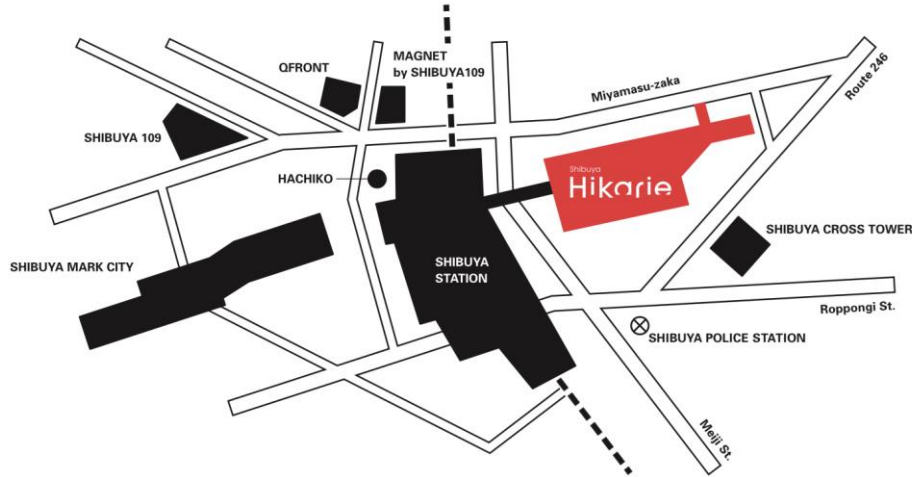 MAGNET
by SHIBUYA109
QFRONT
Route 246
Miyamasu-zaka
SHIBUYA 109
Shibuya
Hikarie
HACHIKO
SHIBUYA CROSS TOWER
SHIBUYA MARK CITY
SHIBUYA
STATION
Roppongi St.
SHIBUYA POLICE STATION
Meiji St.